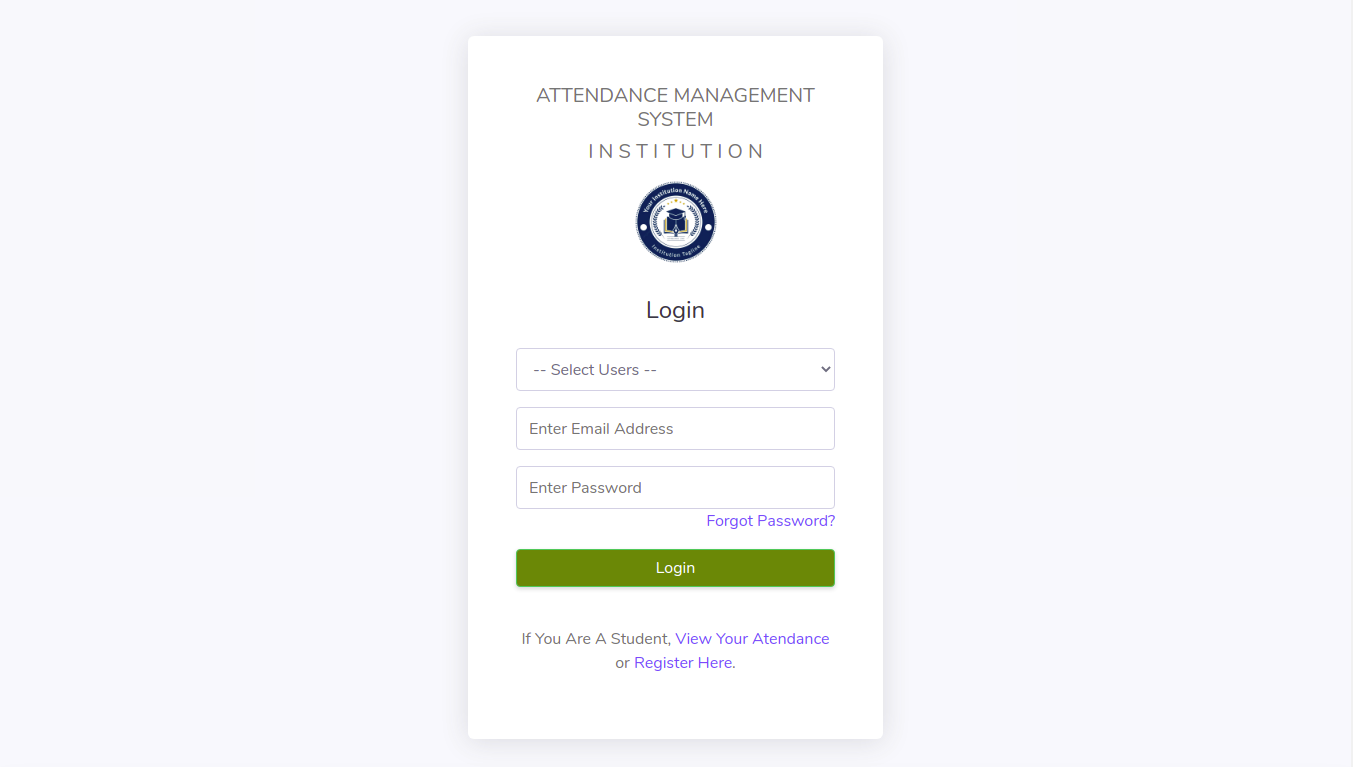 ATTENDANCE MANAGEMENT
SYSTEM
INSTITUTION
Your Institution Name Here
Institution Tagline
Login
-- Select Users --
Enter Email Address
Enter Password
Forgot Password?
Login
If You Are A Student, View Your Atendance
or Register Here.